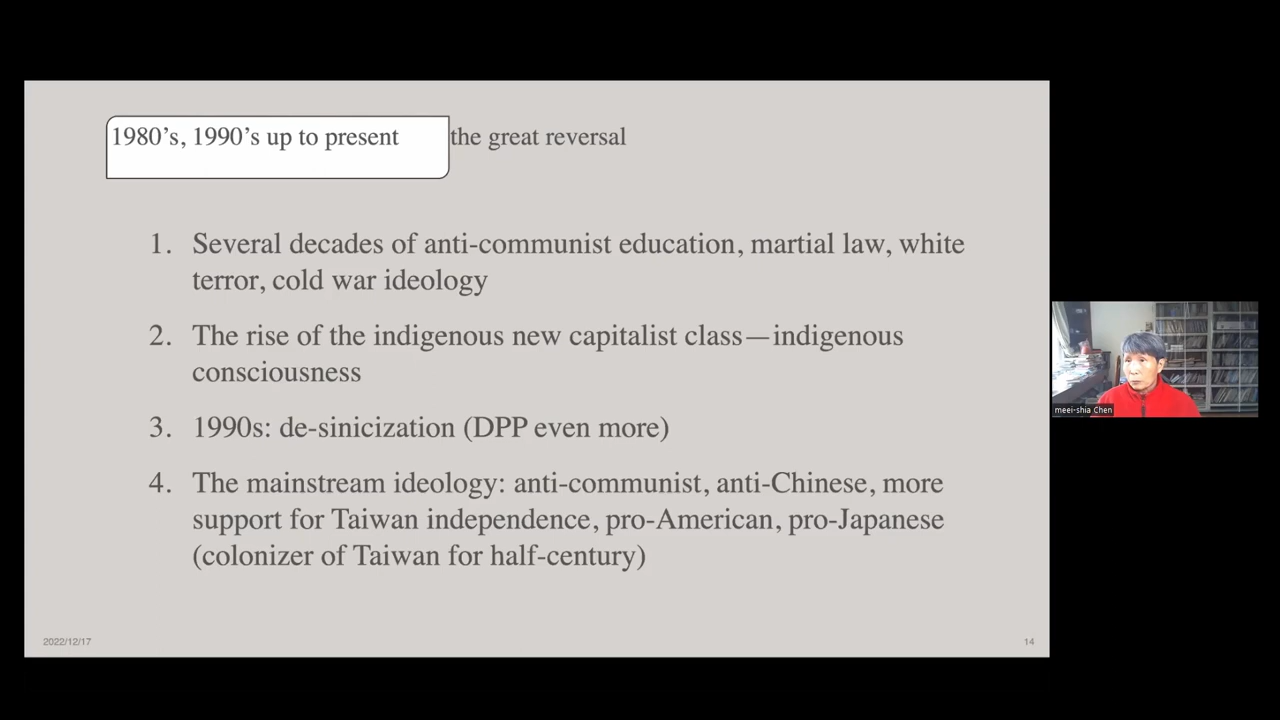 1980’s, 1990’s up to present the great reversal
1. Several decades of anti-communist education, martial law, white
terror, cold war ideology
2. The rise of the indigenous new capitalist class—indigenous
consciousness
3. 1990s: de-sinicization (DPP even more)
4. The mainstream ideology: anti-communist, anti-Chinese, more
support for Taiwan independence, pro-American, pro-Japanese
(colonizer of Taiwan for half-century)
2022/12/17
14
meei-shia Chen